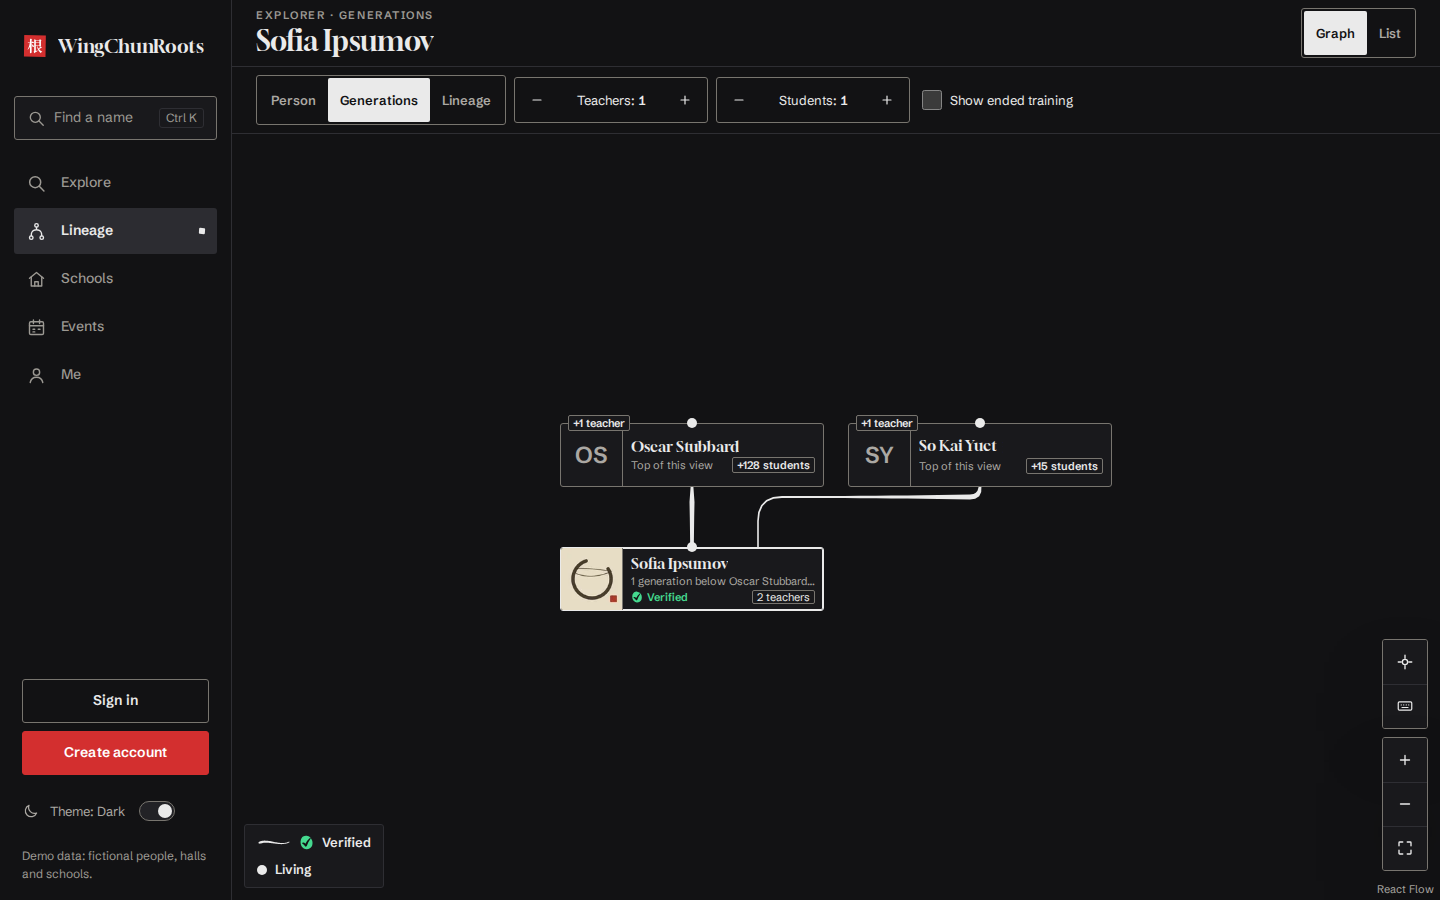 根 WingChunRoots
Find a name Ctrl K
Explore
Lineage
Schools
Events
Me
Sign in
Create account
Theme: Dark
Demo data: fictional people, halls
and schools.
EXPLORER · GENERATIONS
Sofia Ipsumov
Graph List
Person Generations Lineage
− Teachers: 1 +
− Students: 1 +
Show ended training
+1 teacher
OS
Oscar Stubbard
Top of this view
+128 students
+1 teacher
SY
So Kai Yuet
Top of this view
+15 students
Sofia Ipsumov
1 generation below Oscar Stubbard...
Verified
2 teachers
Verified
Living
React Flow